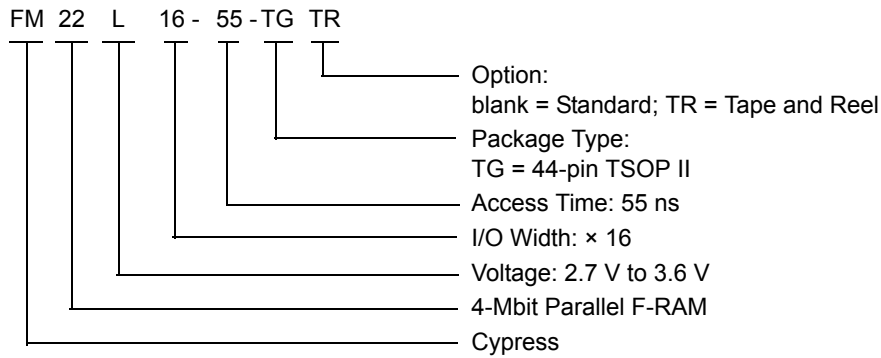 FM 22 L 16 - 55 - TG TR
Option:
blank = Standard; TR = Tape and Reel
Package Type:
TG = 44-pin TSOP II
Access Time: 55 ns
I/O Width: × 16
Voltage: 2.7 V to 3.6 V
4-Mbit Parallel F-RAM
Cypress